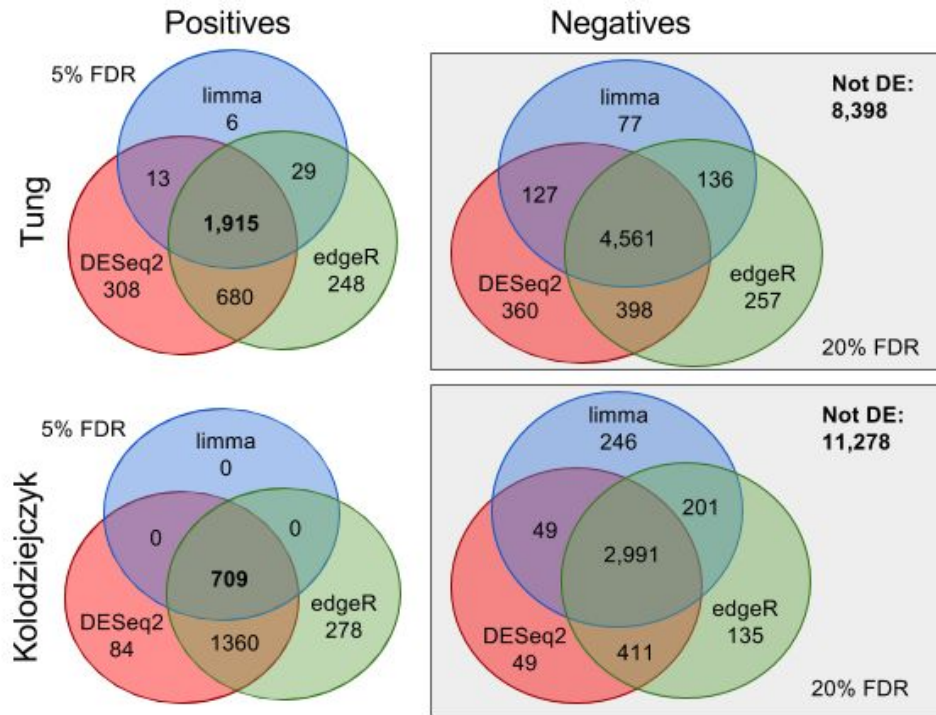 Positives
Negatives
Tung
5% FDR
limma
6
13
29
1,915
DESeq2
308
680
edgeR
248
Not DE:
8,398
limma
77
127
136
4,561
DESeq2
360
398
edgeR
257
20% FDR
Kolodziejczyk
5% FDR
limma
0
0
0
709
DESeq2
84
1360
edgeR
278
Not DE:
11,278
limma
246
49
201
2,991
DESeq2
49
411
edgeR
135
20% FDR